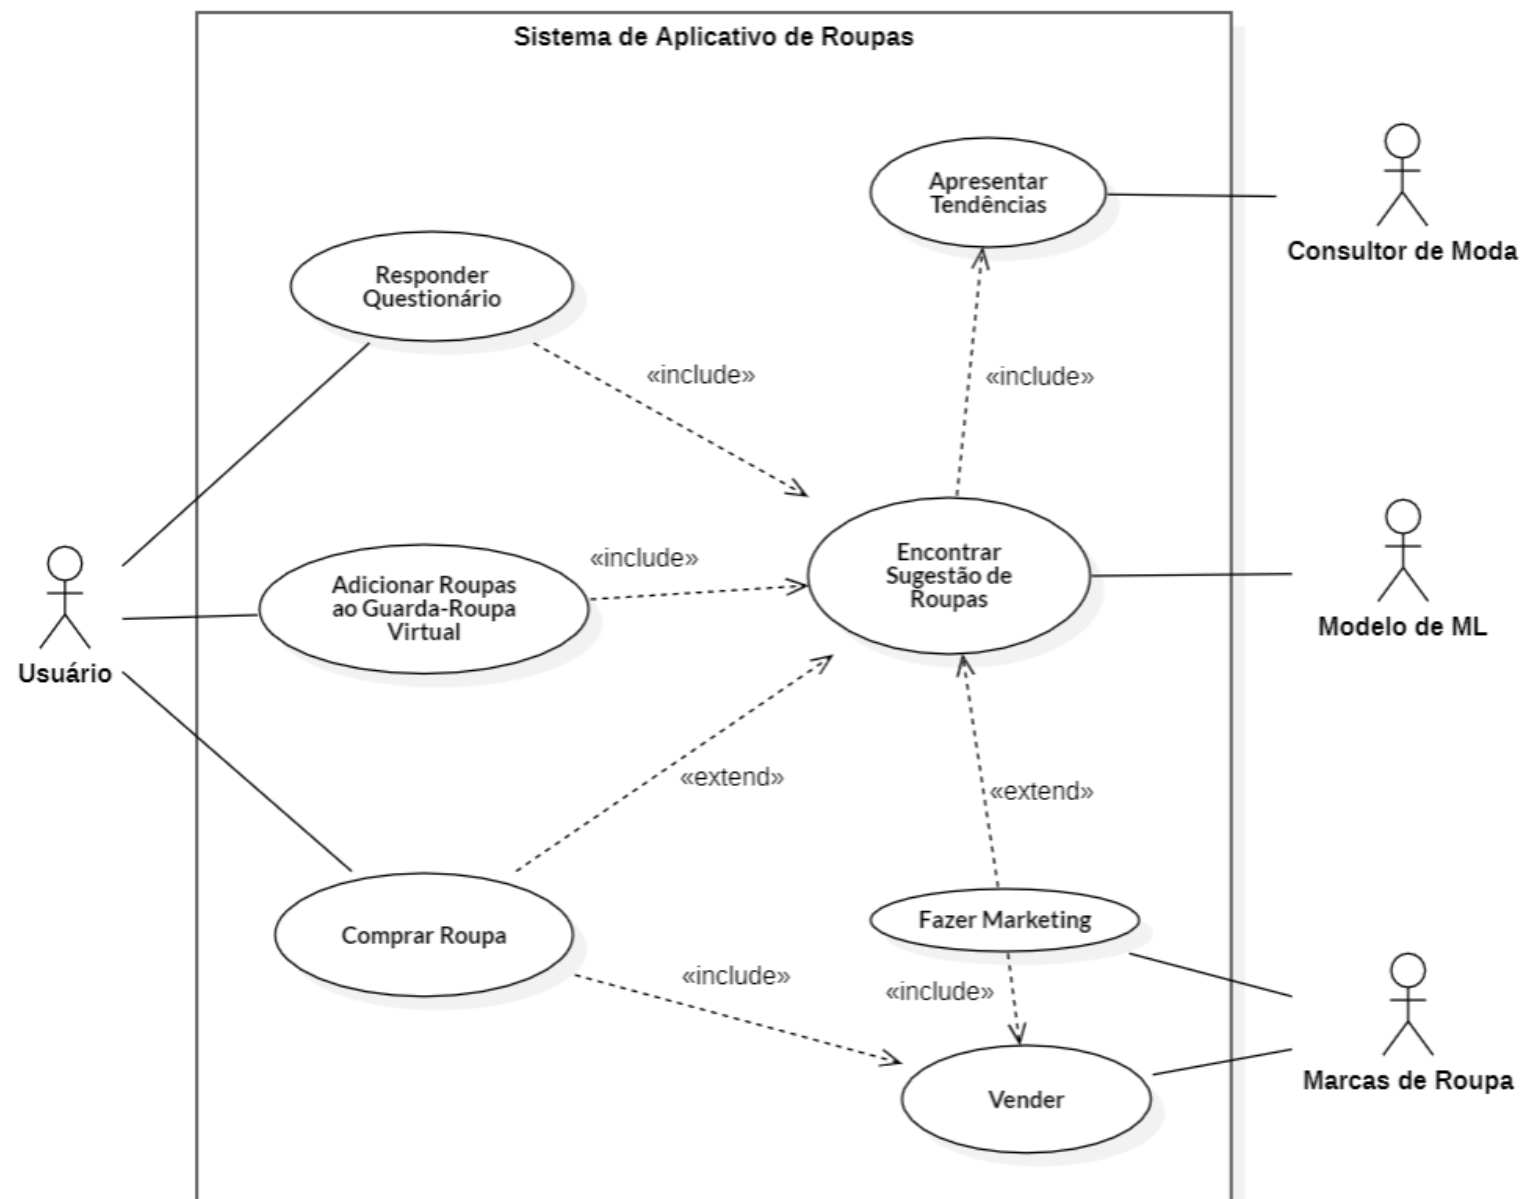 Sistema de Aplicativo de Roupas
Apresentar
Tendências
Consultor de Moda
Responder
Questionário
«include»
«include»
Encontrar
Sugestão de
Roupas
«include»
Adicionar Roupas
ao Guarda-Roupa
Virtual
Modelo de ML
Usuário
«extend»
«extend»
Comprar Roupa
Fazer Marketing
«include»
«include»
Marcas de Roupa
Vender